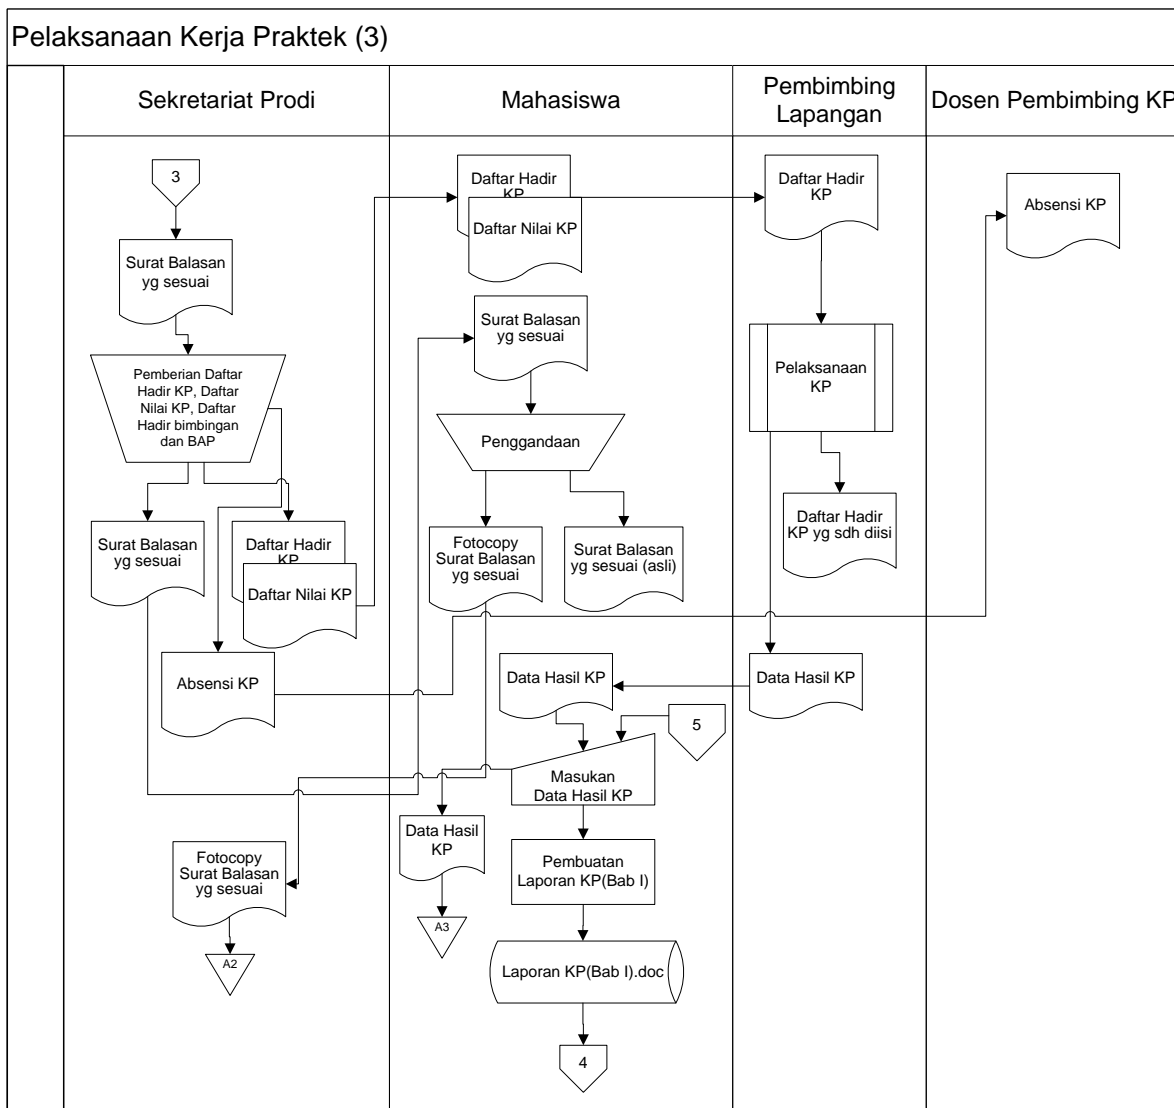 Pelaksanaan Kerja Praktek (3)
Sekretariat Prodi
Mahasiswa
Pembimbing
Lapangan
Dosen Pembimbing KP
3
Surat Balasan
yg sesuai
Pemberian Daftar
Hadir KP, Daftar
Nilai KP, Daftar
Hadir bimbingan
dan BAP
Surat Balasan
yg sesuai
Daftar Hadir
KP
Daftar Nilai KP
Absensi KP
Fotocopy
Surat Balasan
yg sesuai
A2
Daftar Hadir
KP
Daftar Nilai KP
Surat Balasan
yg sesuai
Penggandaan
Fotocopy
Surat Balasan
yg sesuai
Surat Balasan
yg sesuai (asli)
Data Hasil KP
5
Masukan
Data Hasil KP
Data Hasil
KP
A3
Pembuatan
Laporan KP(Bab I)
Laporan KP(Bab I).doc
4
Daftar Hadir
KP
Pelaksanaan
KP
Daftar Hadir
KP yg sdh diisi
Data Hasil KP
Absensi KP